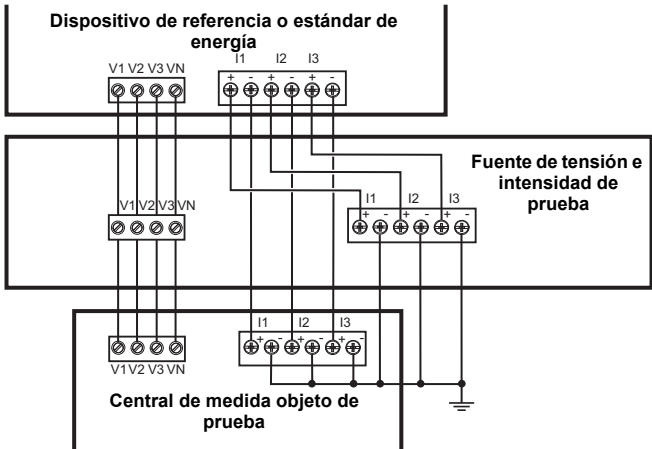 Dispositivo de referencia o estándar de
energía
I1 I2 I3
V1 V2 V3 VN
+ - + - + -
Fuente de tensión e
intensidad de
prueba
V1 V2 V3 VN
I1 I2 I3
+ - + - + -
I1 I2 I3
+ - + - + -
V1 V2 V3 VN
Central de medida objeto de
prueba